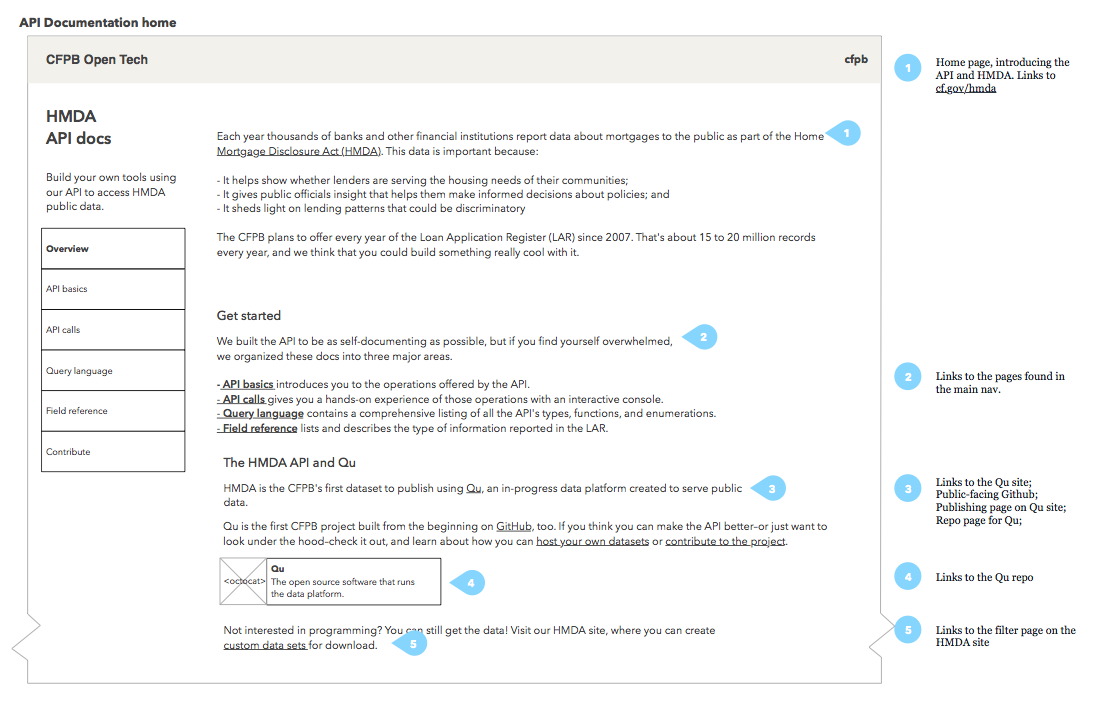 API Documentation home
CFPB Open Tech
cfpb
HMDA
API docs
Build your own tools using
our API to access HMDA
public data.
Overview
API basics
API calls
Query language
Field reference
Contribute
Each year thousands of banks and other financial institutions report data about mortgages to the public as part of the Home
1
Mortgage Disclosure Act (HMDA). This data is important because:
- It helps show whether lenders are serving the housing needs of their communities;
- It gives public officials insight that helps them make informed decisions about policies; and
- It sheds light on lending patterns that could be discriminatory
The CFPB plans to offer every year of the Loan Application Register (LAR) since 2007. That's about 15 to 20 million records
every year, and we think that you could build something really cool with it.
Get started
We built the API to be as self-documenting as possible, but if you find yourself overwhelmed,
2
we organized these docs into three major areas.
- API basics introduces you to the operations offered by the API.
- API calls gives you a hands-on experience of those operations with an interactive console.
- Query language contains a comprehensive listing of all the API's types, functions, and enumerations.
- Field reference lists and describes the type of information reported in the LAR.
The HMDA API and Qu
HMDA is the CFPB's first dataset to publish using Qu, an in-progress data platform created to serve public
3
data.
Qu is the first CFPB project built from the beginning on GitHub, too. If you think you can make the API better–or just want to
look under the hood–check it out, and learn about how you can host your own datasets or contribute to the project.
<octocat>
Qu
The open source software that runs
the data platform.
4
Not interested in programming? You can still get the data! Visit our HMDA site, where you can create
custom data sets for download.
5
1
Home page, introducing the
API and HMDA. Links to
cf.gov/hmda
2
Links to the pages found in
the main nav.
3
Links to the Qu site;
Public-facing Github;
Publishing page on Qu site;
Repo page for Qu;
4
Links to the Qu repo
5
Links to the filter page on the
HMDA site